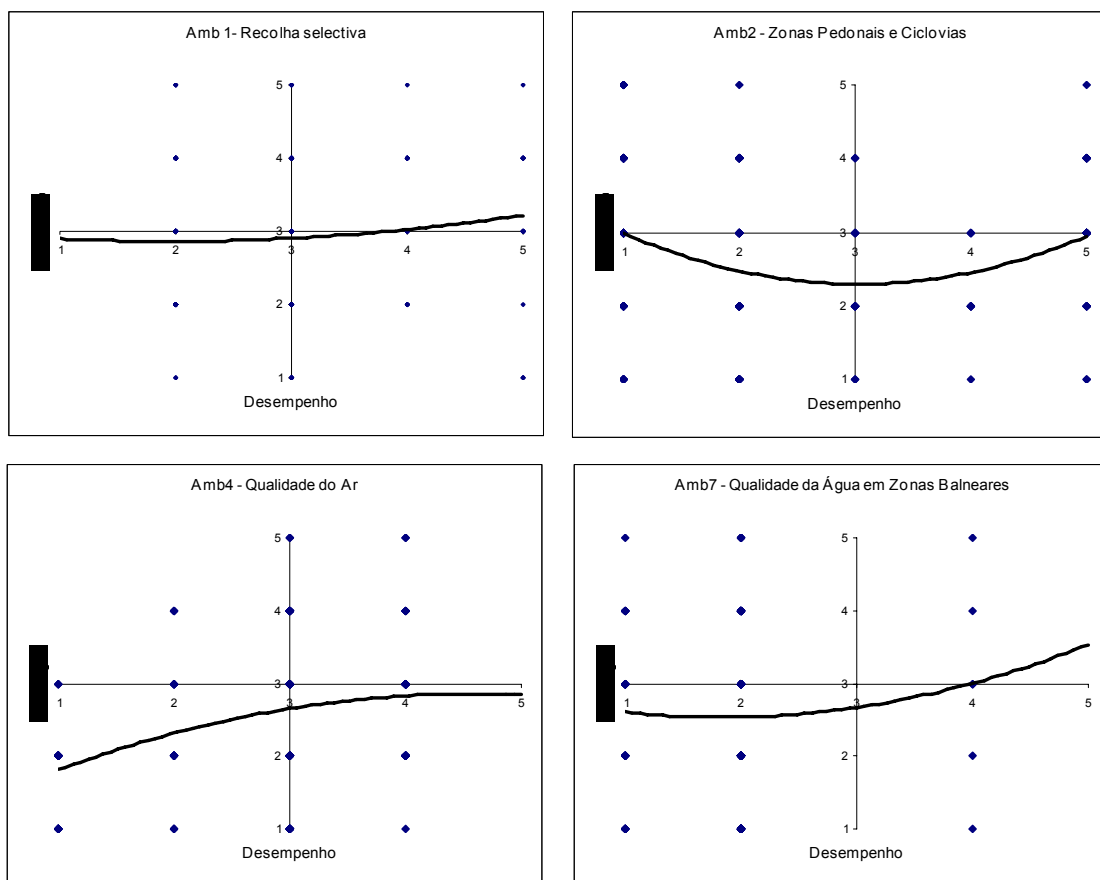 Amb 1- Recolha selectiva
5
4
3
1 2 3 4 5
2
1
Desempenho
Amb2 - Zonas Pedonais e Ciclovias
5
4
3
1 2 3 4 5
2
1
Desempenho
Amb4 - Qualidade do Ar
5
4
3
1 2 3 4 5
2
1
Desempenho
Amb7 - Qualidade da Água em Zonas Balneares
5
4
3
1 2 3 4 5
2
1
Desempenho